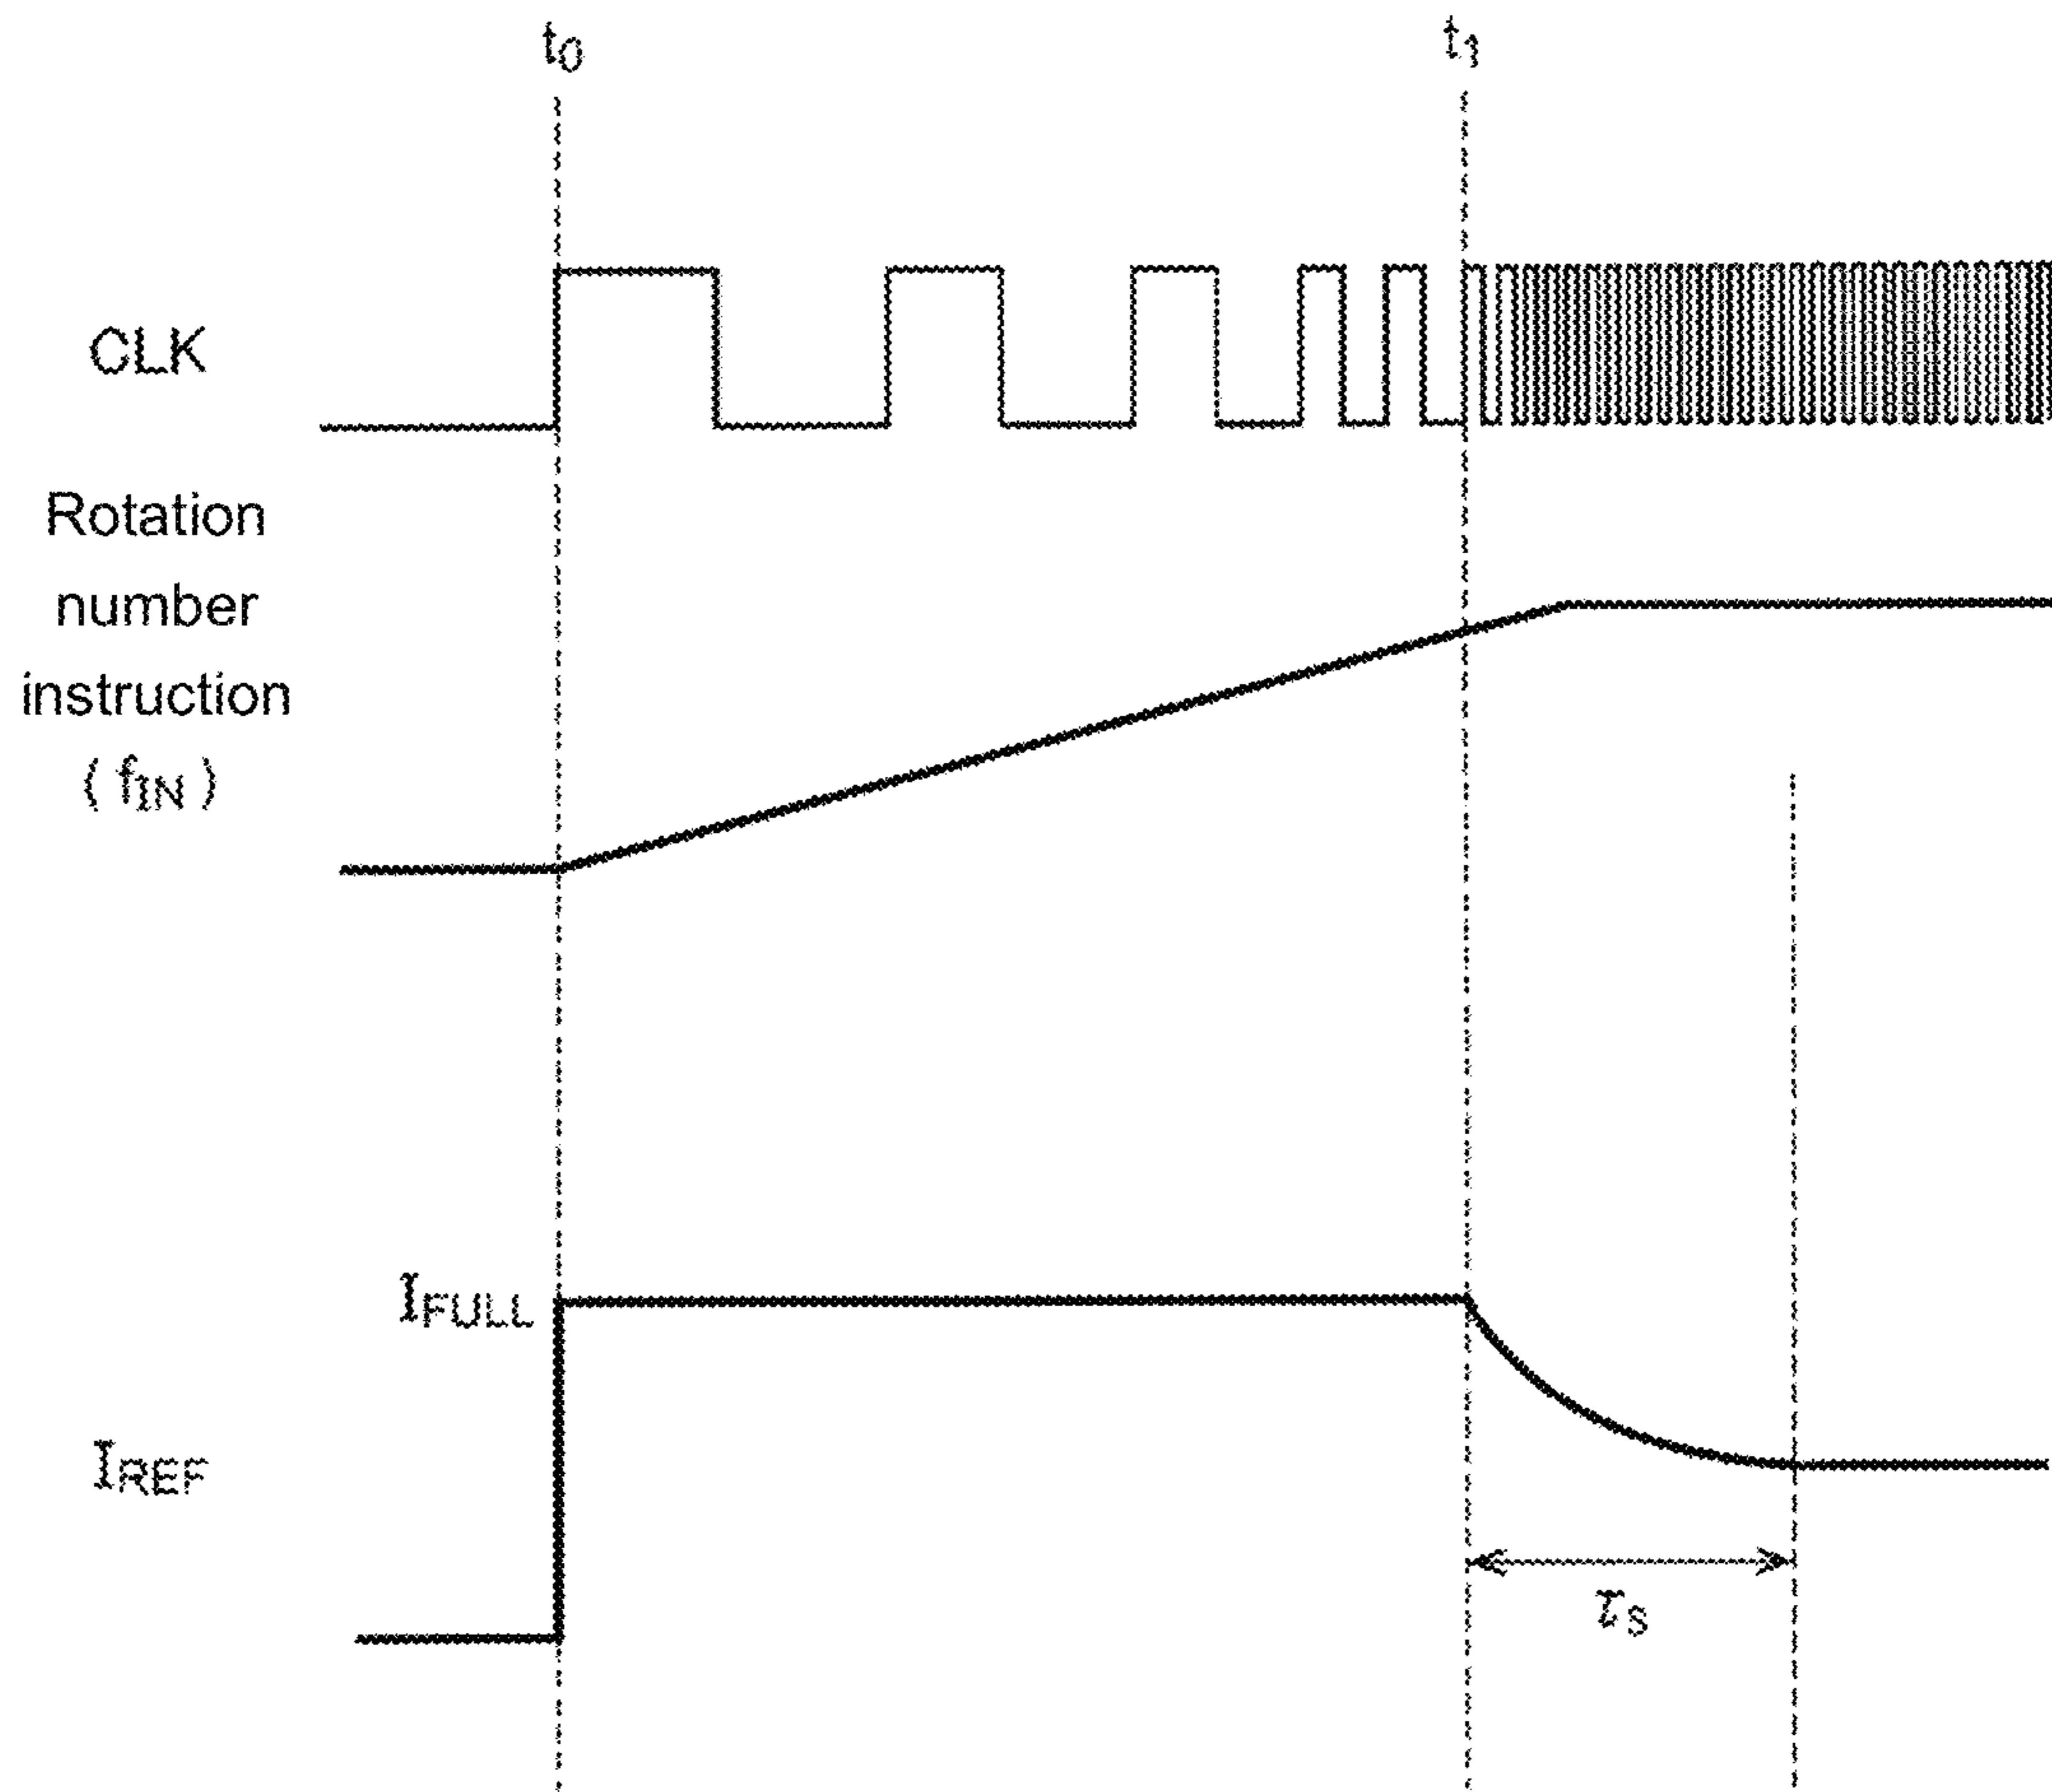 t₀
t₁
CLK
Rotation
number
instruction
( fIN )
IFULL
IREF
τS